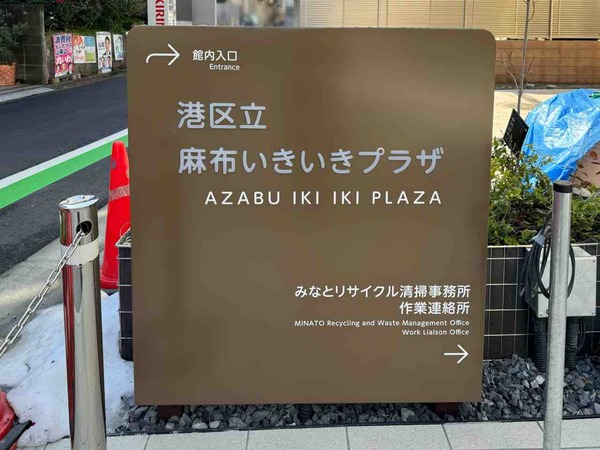 館内入口
Entrance
港区立
麻布いきいきプラザ
AZABU IKI IKI PLAZA
みなとリサイクル清掃事務所
作業連絡所
MINATO Recycling and Waste Management Office
Work Liaison Office